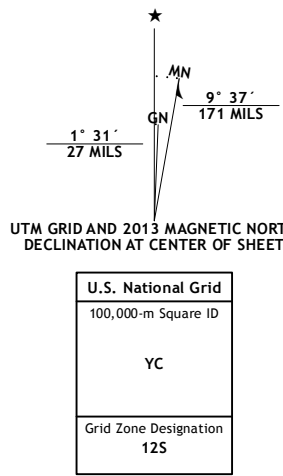 MN
GN
9° 37´
171 MILS
1° 31´
27 MILS
UTM GRID AND 2013 MAGNETIC NORT
DECLINATION AT CENTER OF SHEET
U.S. National Grid
100,000-m Square ID
YC
Grid Zone Designation
12S